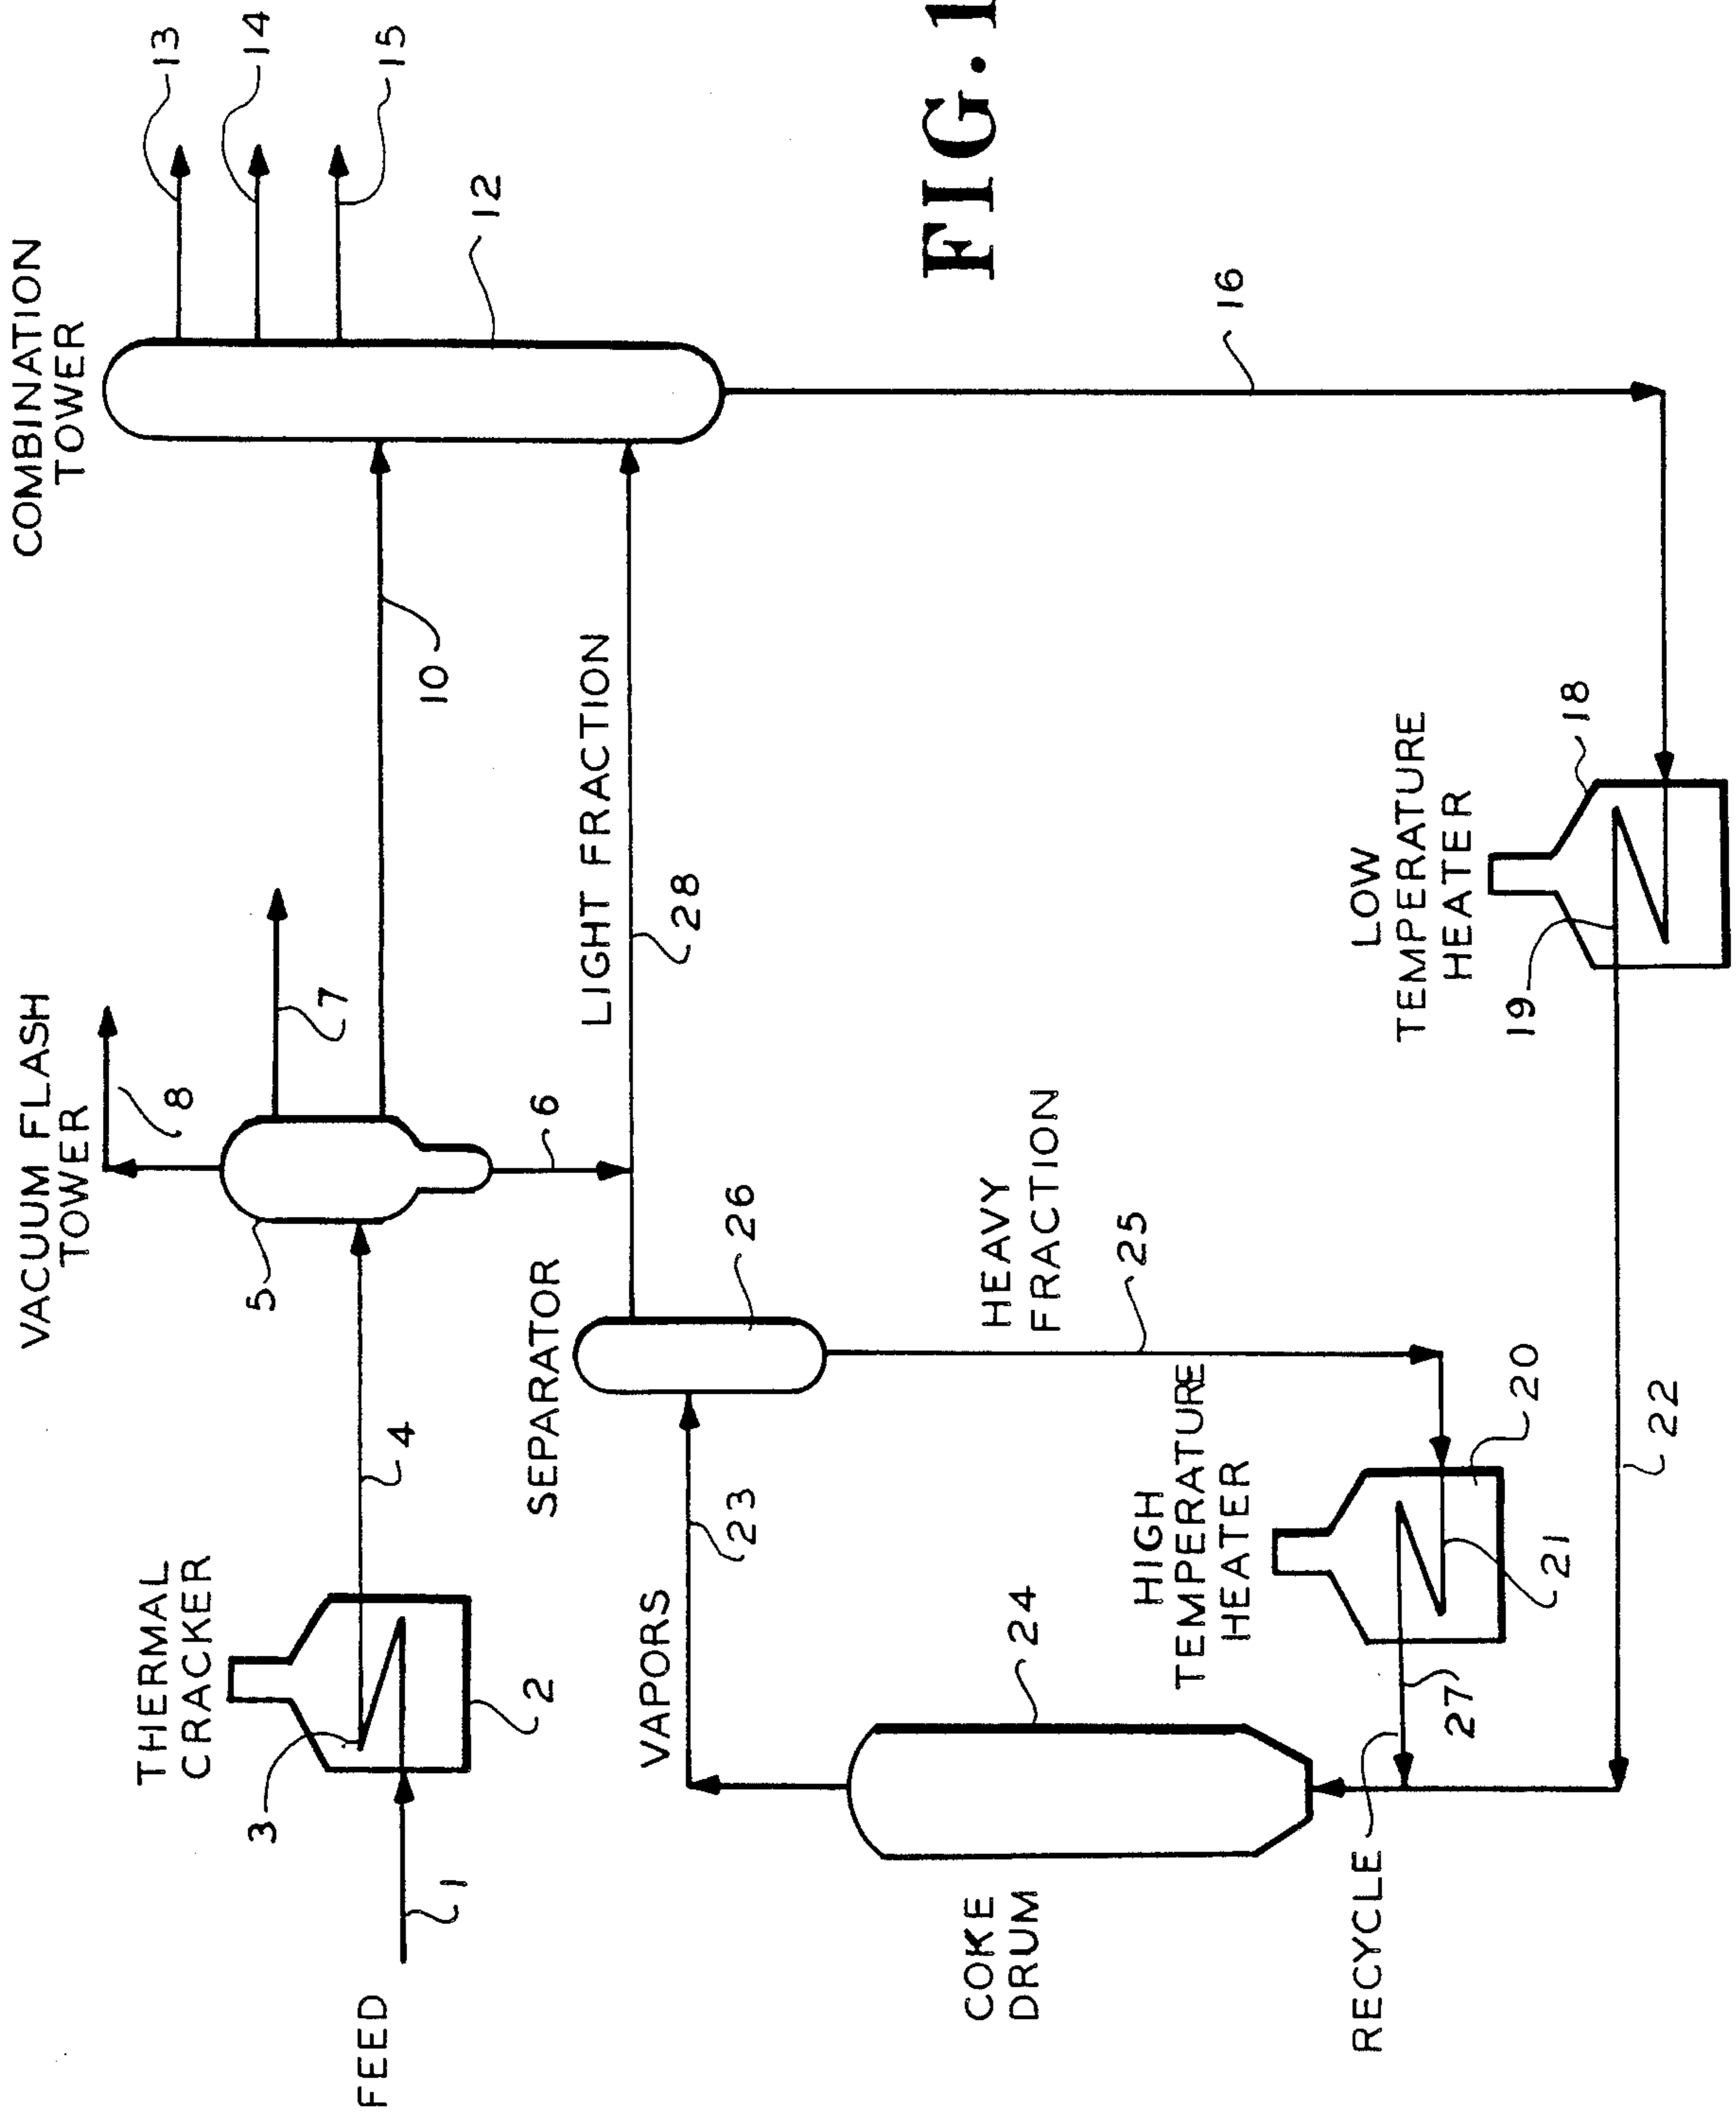 COMBINATION
TOWER
13
14
15
12
VACUUM FLASH
TOWER
8
7
5
10
6
THERMAL
CRACKER
3
4
2
FEED
1
LIGHT FRACTION
28
SEPARATOR
26
VAPORS
23
HEAVY
FRACTION
25
16
FIG. 1
COKE
DRUM
24
HIGH
TEMPERATURE
HEATER
20
21
RECYCLE
27
LOW
TEMPERATURE
HEATER
18
19
22